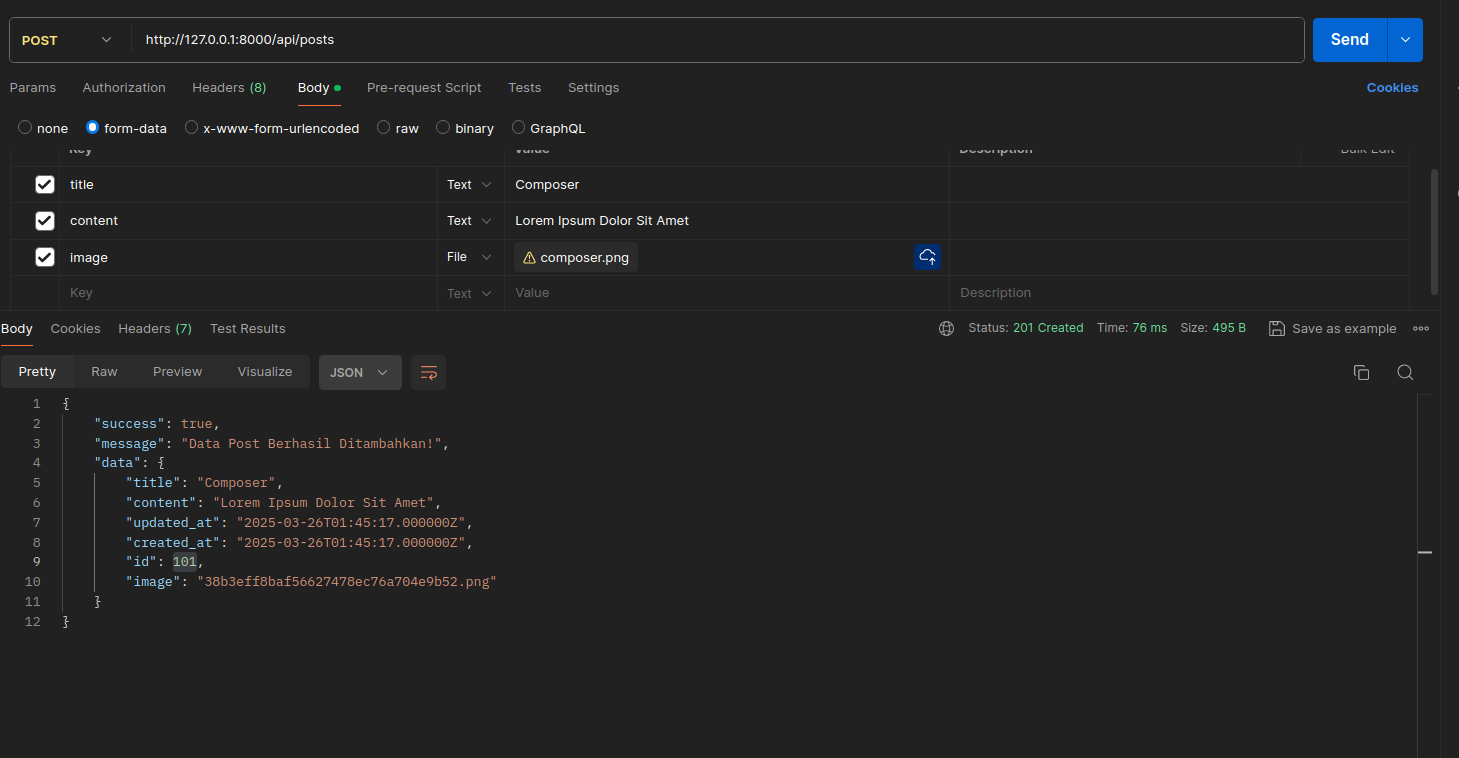 POST http://127.0.0.1:8000/api/posts Send
Params Authorization Headers (8) Body Pre-request Script Tests Settings Cookies
none form-data x-www-form-urlencoded raw binary GraphQL
Key Value Description Bulk Edit
title Text Composer
content Text Lorem Ipsum Dolor Sit Amet
image File composer.png
Key Text Value Description
Body Cookies Headers (7) Test Results Status: 201 Created Time: 76 ms Size: 495 B Save as example
Pretty Raw Preview Visualize JSON
1 {
2 "success": true,
3 "message": "Data Post Berhasil Ditambahkan!",
4 "data": {
5 "title": "Composer",
6 "content": "Lorem Ipsum Dolor Sit Amet",
7 "updated_at": "2025-03-26T01:45:17.000000Z",
8 "created_at": "2025-03-26T01:45:17.000000Z",
9 "id": 101,
10 "image": "38b3eff8baf56627478ec76a704e9b52.png"
11 }
12 }